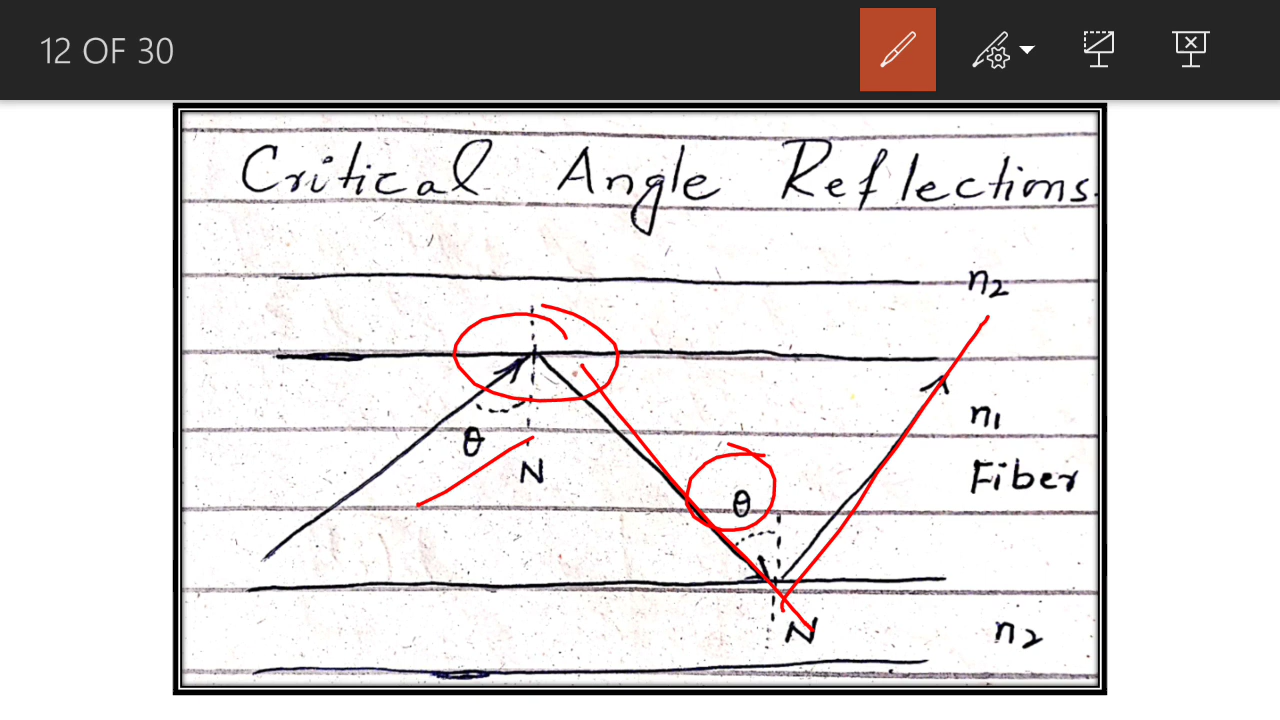 12 OF 30
Critical Angle Reflections.
n2
θ
N
n1
Fiber
θ
N
n2